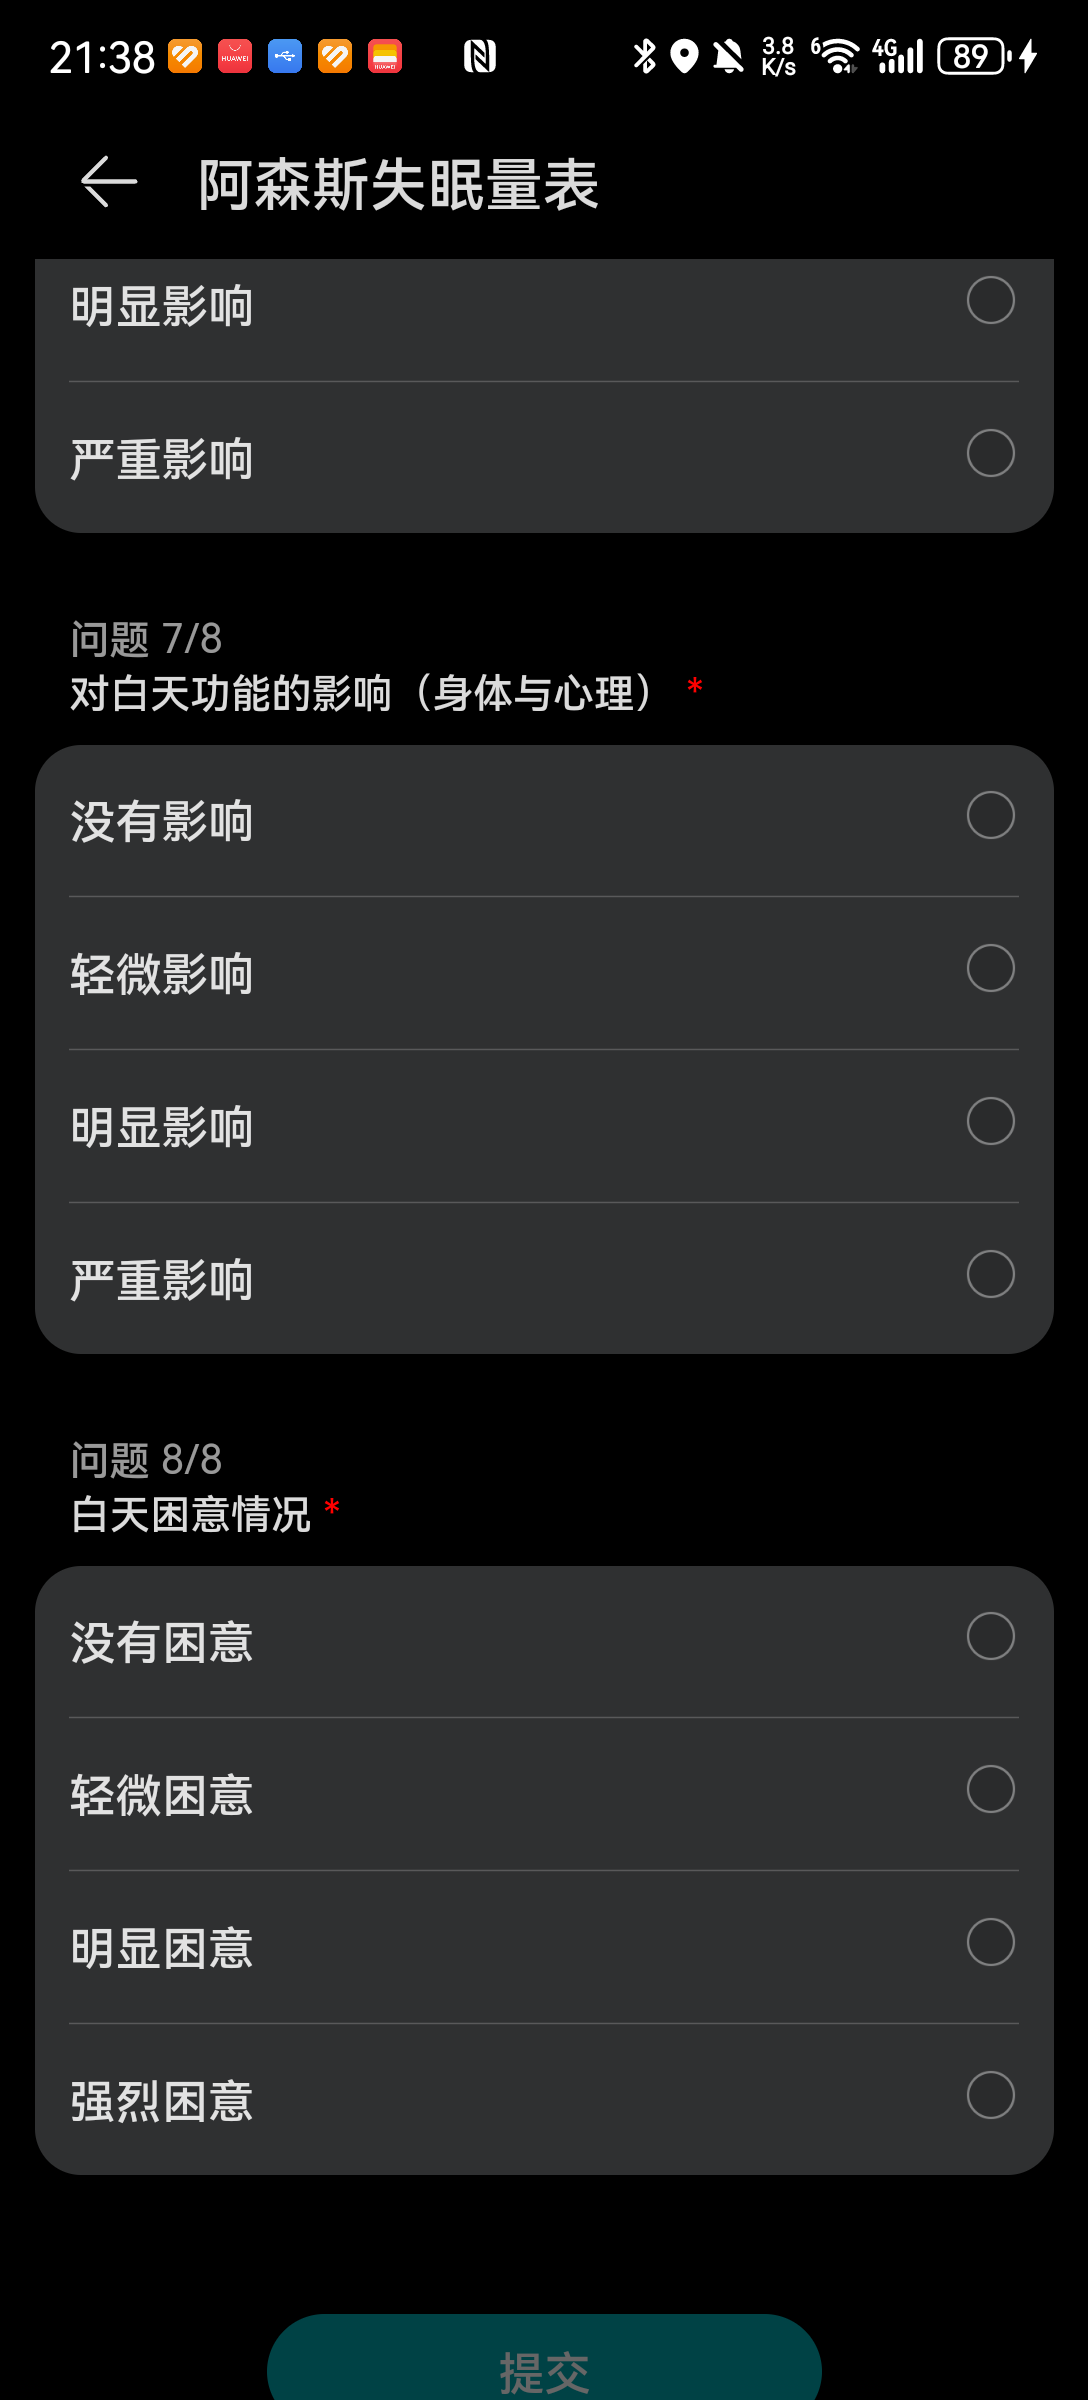 21:38 HUAWEI HUAWEI 3.8 K/s 6 4G 89
阿森斯失眠量表
明显影响
严重影响
问题 7/8
对白天功能的影响（身体与心理） *
没有影响
轻微影响
明显影响
严重影响
问题 8/8
白天困意情况 *
没有困意
轻微困意
明显困意
强烈困意
提交